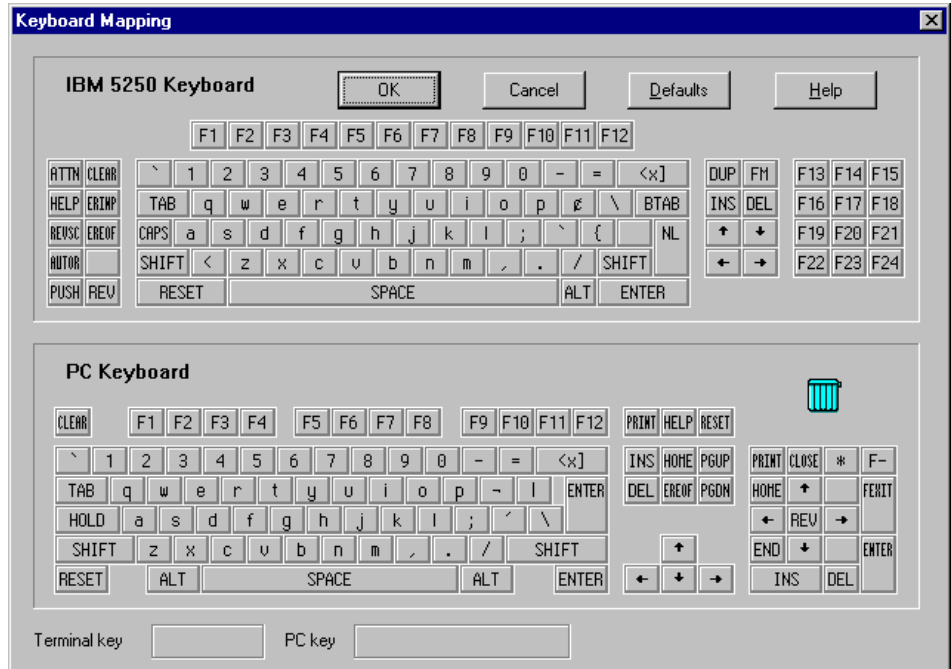 Keyboard Mapping
IBM 5250 Keyboard OK Cancel Defaults Help
F1 F2 F3 F4 F5 F6 F7 F8 F9 F10 F11 F12
ATTN CLEAR ` 1 2 3 4 5 6 7 8 9 0 - = <x] DUP FM F13 F14 F15
HELP ERINP TAB q w e r t y u i o p ¢ \ BTAB INS DEL F16 F17 F18
REVSC EREOF CAPS a s d f g h j k l ; ` { NL ↑ ↓ F19 F20 F21
AUTOR SHIFT < z x c v b n m , . / SHIFT ← → F22 F23 F24
PUSH REV RESET SPACE ALT ENTER
PC Keyboard
CLEAR F1 F2 F3 F4 F5 F6 F7 F8 F9 F10 F11 F12 PRINT HELP RESET
` 1 2 3 4 5 6 7 8 9 0 - = <x] INS HOME PGUP PRINT CLOSE * F-
TAB q w e r t y u i o p ¬ | ENTER DEL EREOF PGDN HOME ↑ FEXIT
HOLD a s d f g h j k l ; ´ \ ← REV →
SHIFT z x c v b n m , . / SHIFT ↑ END ↓ ENTER
RESET ALT SPACE ALT ENTER ← ↓ → INS DEL
Terminal key PC key